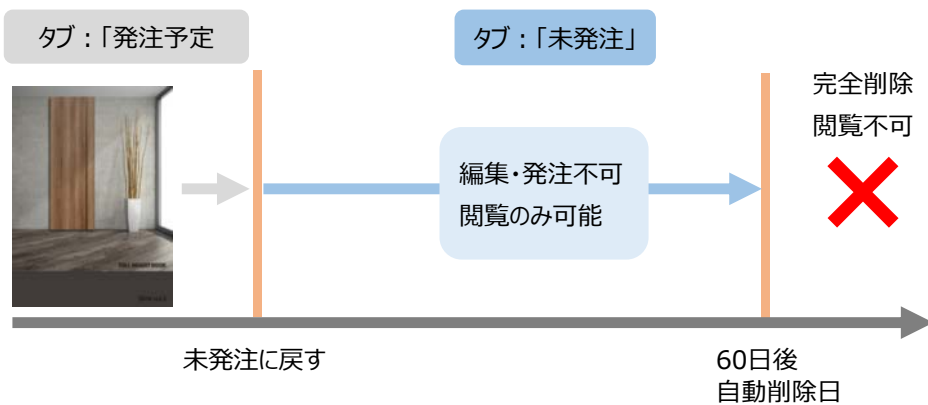 タブ：「発注予定
タブ：「未発注」
完全削除
閲覧不可
編集・発注不可
閲覧のみ可能
未発注に戻す
60日後
自動削除日